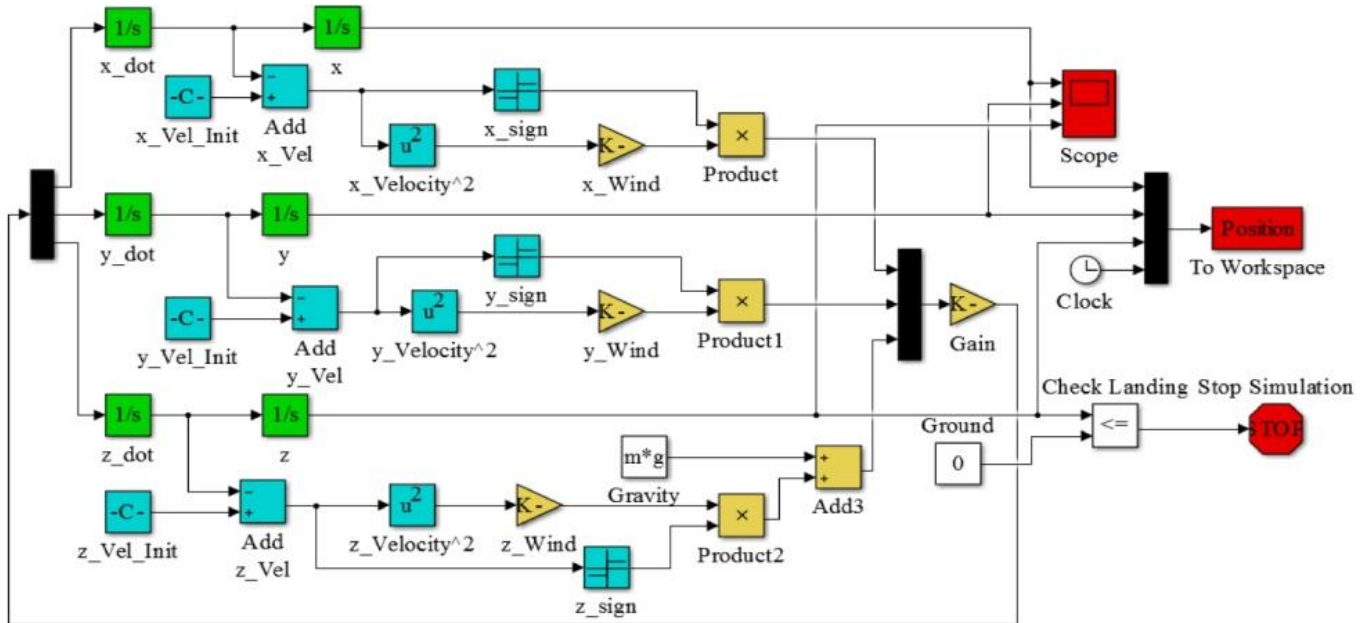 1/s
1/s
x_dot
x
-C-
x_Vel_Init
−
+
Add
x_Vel
x_sign
u²
x_Velocity^2
K-
x_Wind
×
Product
Scope
1/s
1/s
y_dot
y
-C-
y_Vel_Init
−
+
Add
y_Vel
y_sign
u²
y_Velocity^2
K-
y_Wind
×
Product1
K-
Gain
Clock
Position
To Workspace
1/s
1/s
z_dot
z
-C-
z_Vel_Init
−
+
Add
z_Vel
u²
z_Velocity^2
K-
z_Wind
z_sign
m*g
Gravity
×
Product2
+
+
Add3
Ground
0
Check Landing
<=
Stop Simulation
STOP